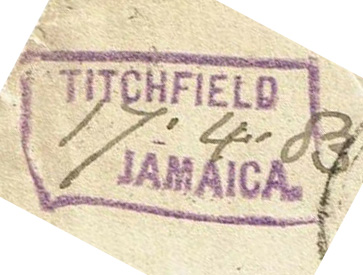 TITCHFIELD
17. 4. 83
JAMAICA.